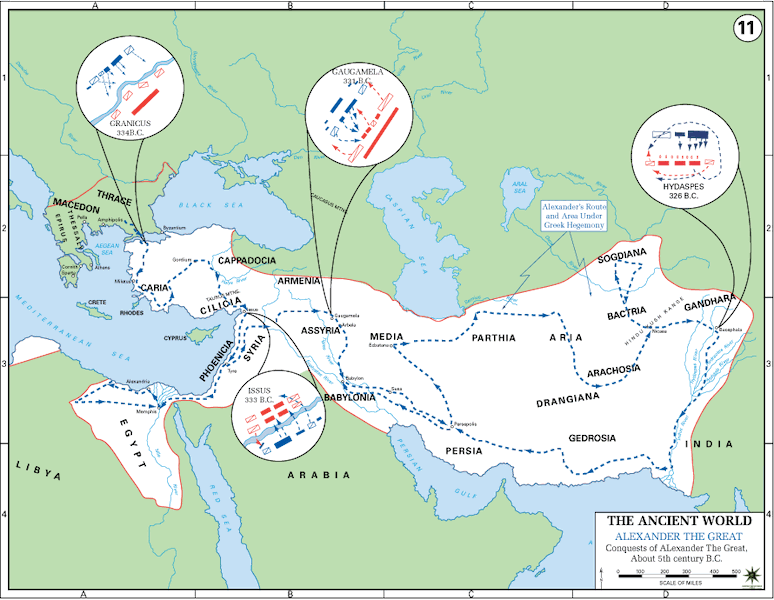 A
B
C
D
11
1
1
GRANICUS
334B.C.
GAUGAMELA
331 B.C.
HYDASPES
326 B.C.
ARAL
SEA
Alexander's Route
and Area Under
Greek Hegemony
THRACE
MACEDON
Pella
Amphipolis
Byzantium
BLACK SEA
CAUCASUS MTNS
CASPIAN
SEA
2
2
EPIRUS
THESSALY
AEGEAN
SEA
Corinth
Sparta
Athens
Gordium
CAPPADOCIA
SOGDIANA
ARMENIA
Miletus
CARIA
TAURUS MTNS
CILICIA
CRETE
RHODES
BACTRIA
HINDU KUSH RANGE
GANDHARA
MEDITERRANEAN SEA
CYPRUS
Issus
Gaugamela
Arbela
ASSYRIA
MEDIA
Ecbatana
PARTHIA
ARIA
Nicaea
Bucephala
PHOENICIA
SYRIA
Tyre
3
3
ARACHOSIA
Alexandria
Memphis
ISSUS
333 B.C.
Babylon
BABYLONIA
Susa
DRANGIANA
Persepolis
EGYPT
GEDROSIA
INDIA
PERSIA
LIBYA
ARABIA
PERSIAN
GULF
RED SEA
4
4
THE ANCIENT WORLD
ALEXANDER THE GREAT
Conquests of ALexander The Great,
About 5th century B.C.
0 100 200 300 400 500
SCALE OF MILES
A
B
C
D